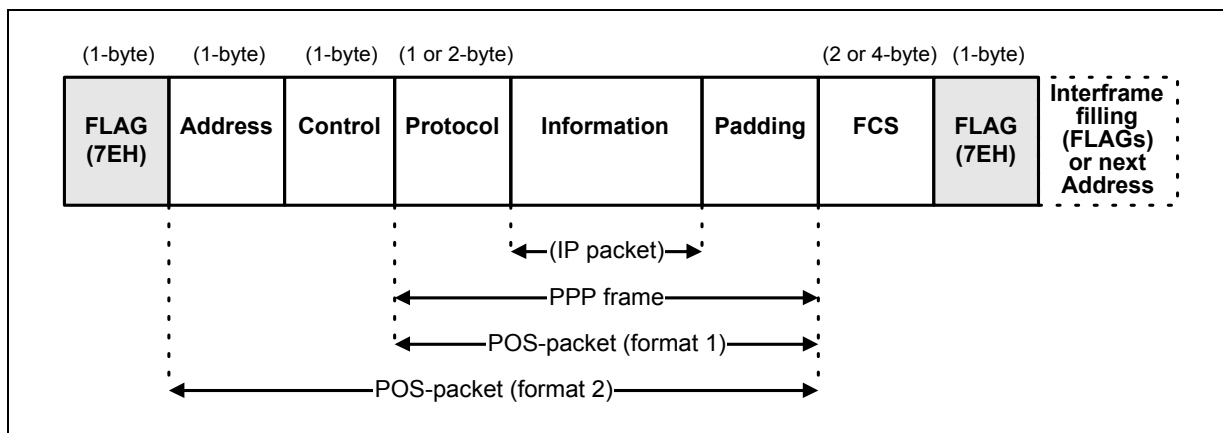 (1-byte) (1-byte) (1-byte) (1 or 2-byte) (2 or 4-byte) (1-byte)
FLAG
(7EH)
Address
Control
Protocol
Information
Padding
FCS
FLAG
(7EH)
Interframe
filling
(FLAGs)
or next
Address
(IP packet)
PPP frame
POS-packet (format 1)
POS-packet (format 2)